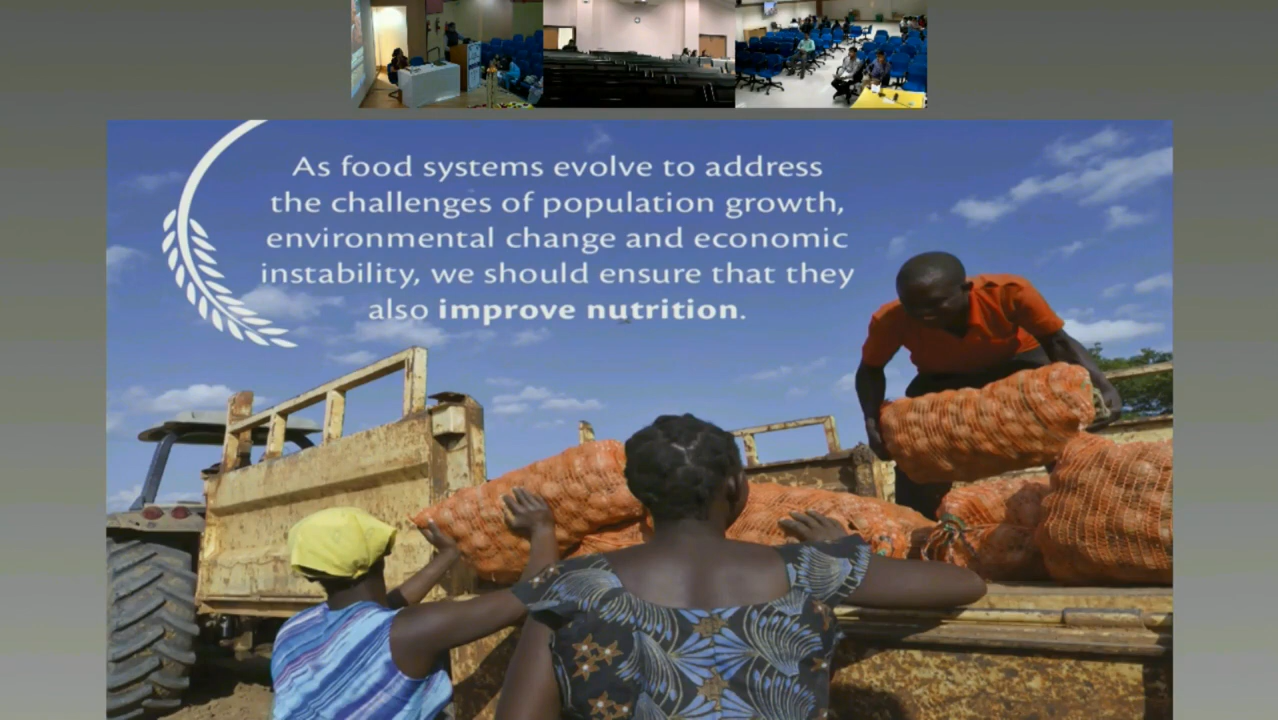 As food systems evolve to address
the challenges of population growth,
environmental change and economic
instability, we should ensure that they
also improve nutrition.